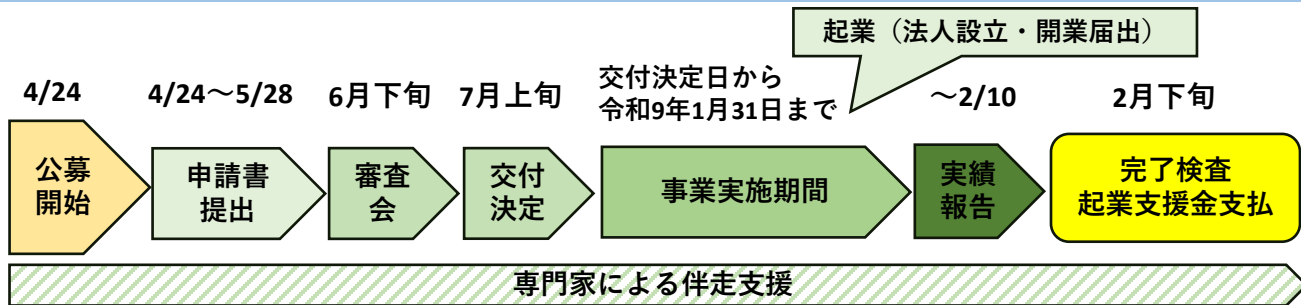 起業（法人設立・開業届出）
4/24
4/24～5/28
6月下旬
7月上旬
交付決定日から
令和9年1月31日まで
～2/10
2月下旬
公募
開始
申請書
提出
審査
会
交付
決定
事業実施期間
実績
報告
完了検査
起業支援金支払
専門家による伴走支援